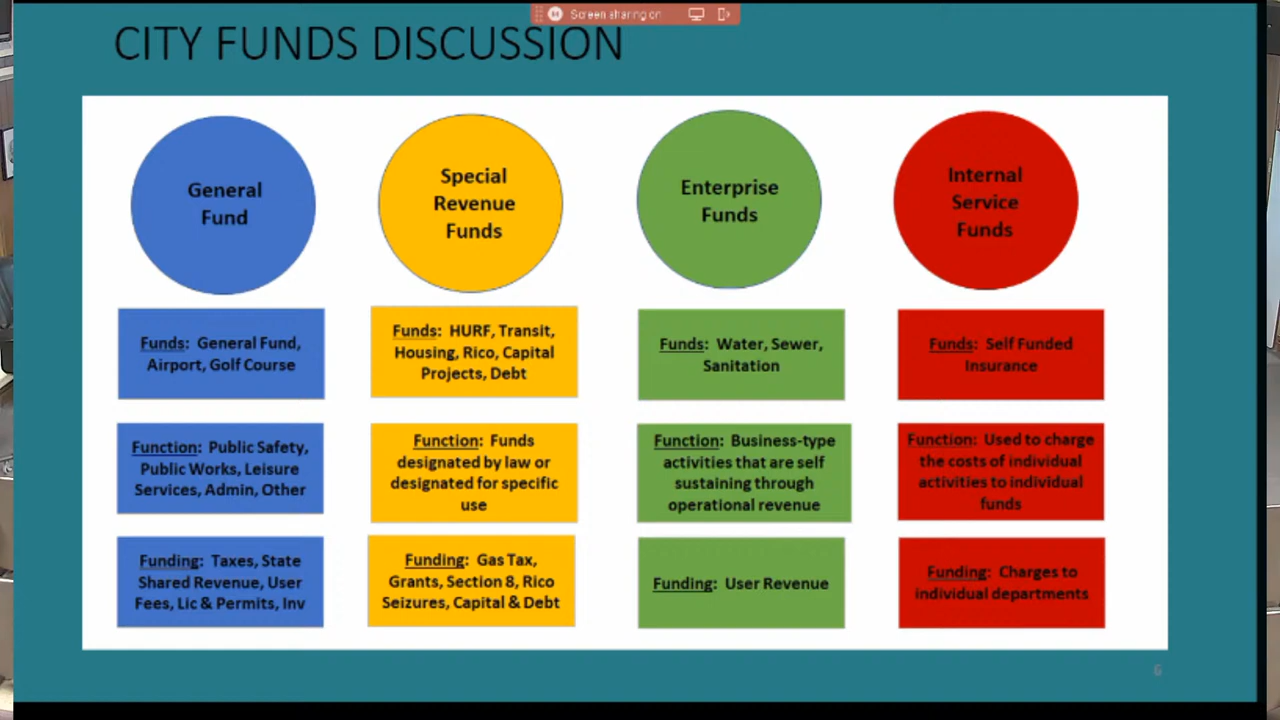 Screen sharing on
CITY FUNDS DISCUSSION
General
Fund
Special
Revenue
Funds
Enterprise
Funds
Internal
Service
Funds
Funds: General Fund,
Airport, Golf Course
Funds: HURF, Transit,
Housing, Rico, Capital
Projects, Debt
Funds: Water, Sewer,
Sanitation
Funds: Self Funded
Insurance
Function: Public Safety,
Public Works, Leisure
Services, Admin, Other
Function: Funds
designated by law or
designated for specific
use
Function: Business-type
activities that are self
sustaining through
operational revenue
Function: Used to charge
the costs of individual
activities to individual
funds
Funding: Taxes, State
Shared Revenue, User
Fees, Lic & Permits, Inv
Funding: Gas Tax,
Grants, Section 8, Rico
Seizures, Capital & Debt
Funding: User Revenue
Funding: Charges to
individual departments
6